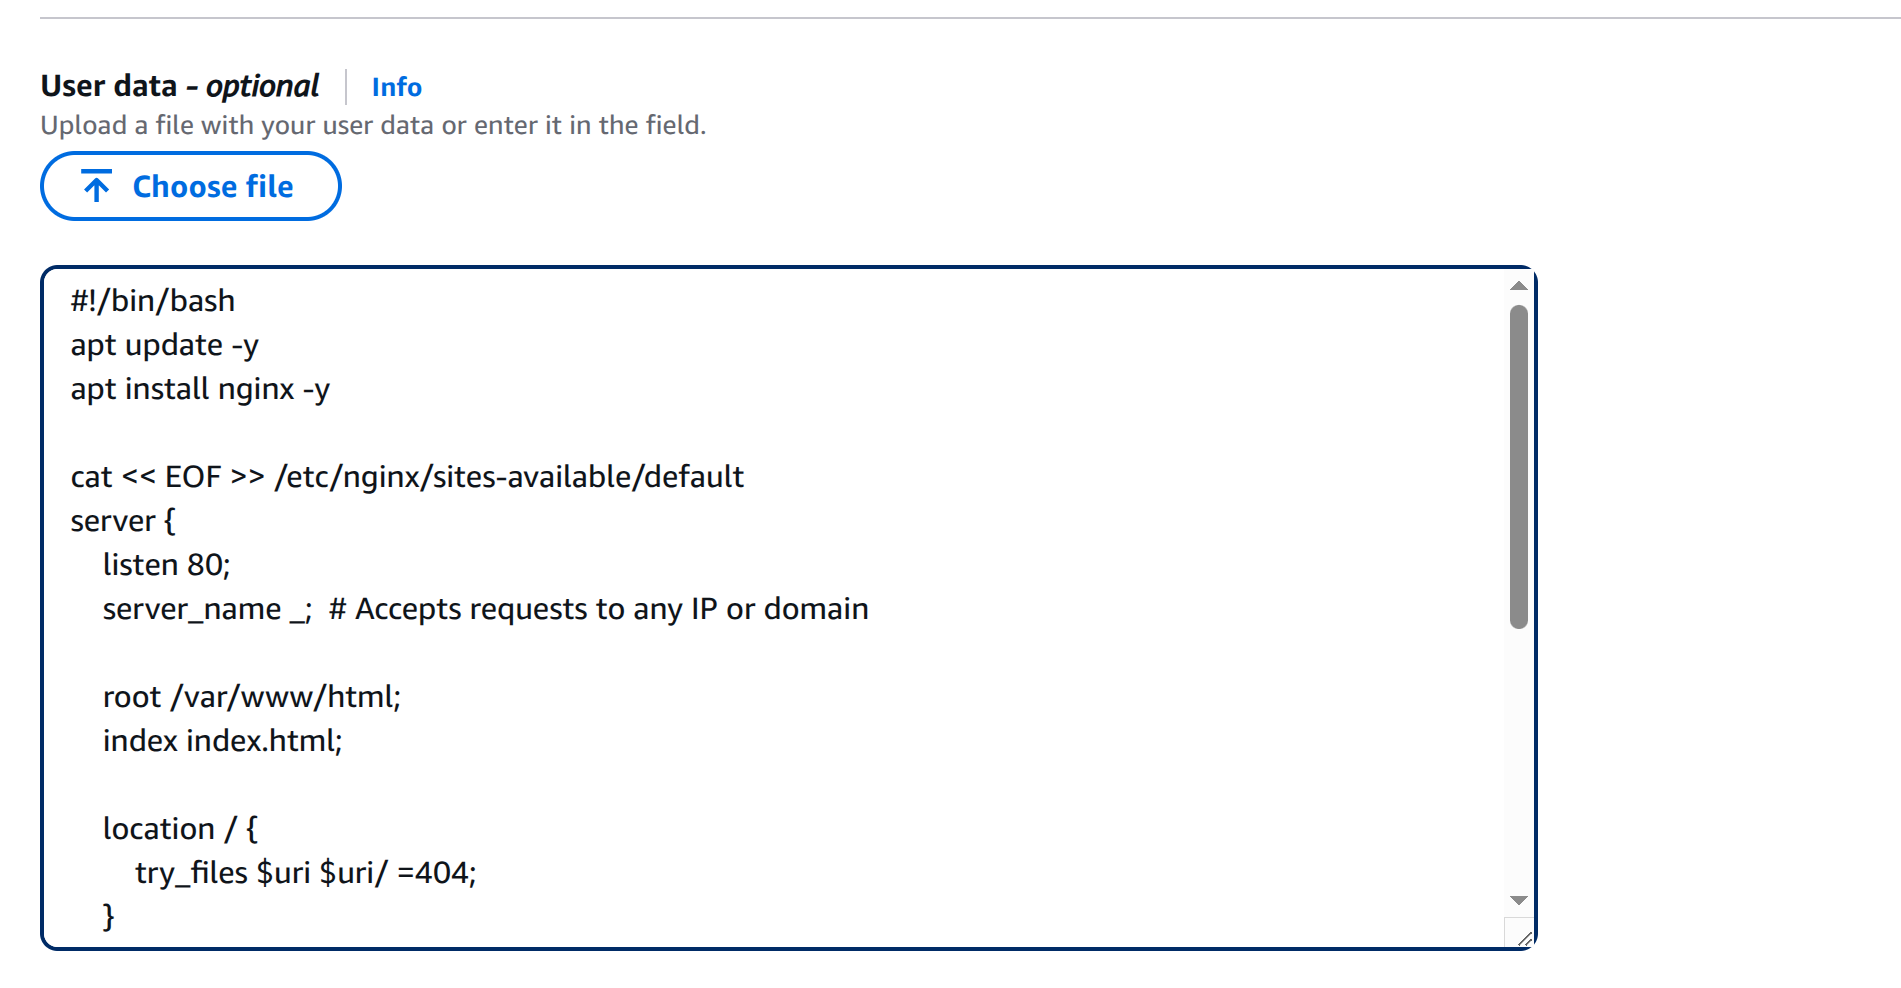 User data – optional Info
Upload a file with your user data or enter it in the field.
Choose file
#!/bin/bash
apt update -y
apt install nginx -y
cat << EOF >> /etc/nginx/sites-available/default
server {
    listen 80;
    server_name _;  # Accepts requests to any IP or domain
    root /var/www/html;
    index index.html;
    location / {
        try_files $uri $uri/ =404;
    }